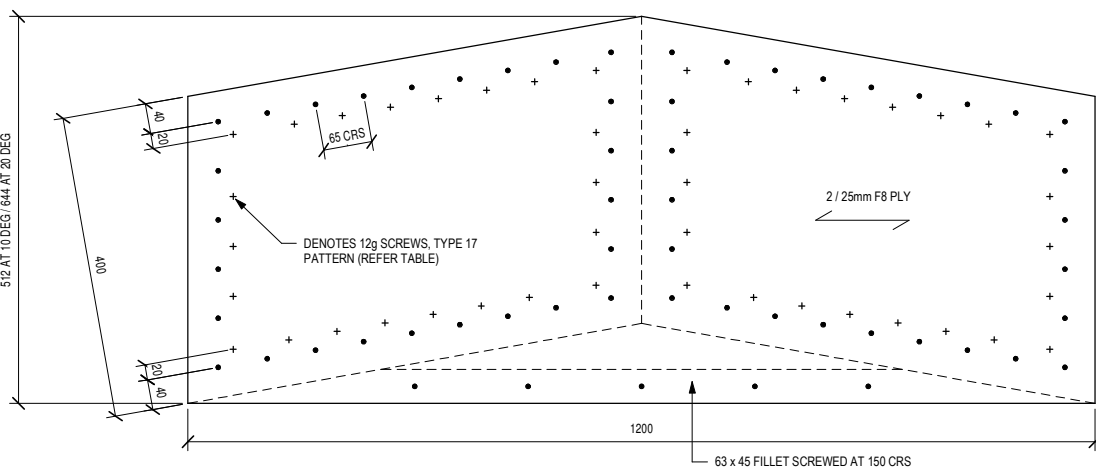 512 AT 10 DEG / 644 AT 20 DEG
40
20
65 CRS
2 / 25mm F8 PLY
DENOTES 12g SCREWS, TYPE 17
PATTERN (REFER TABLE)
400
20
40
1200
63 x 45 FILLET SCREWED AT 150 CRS